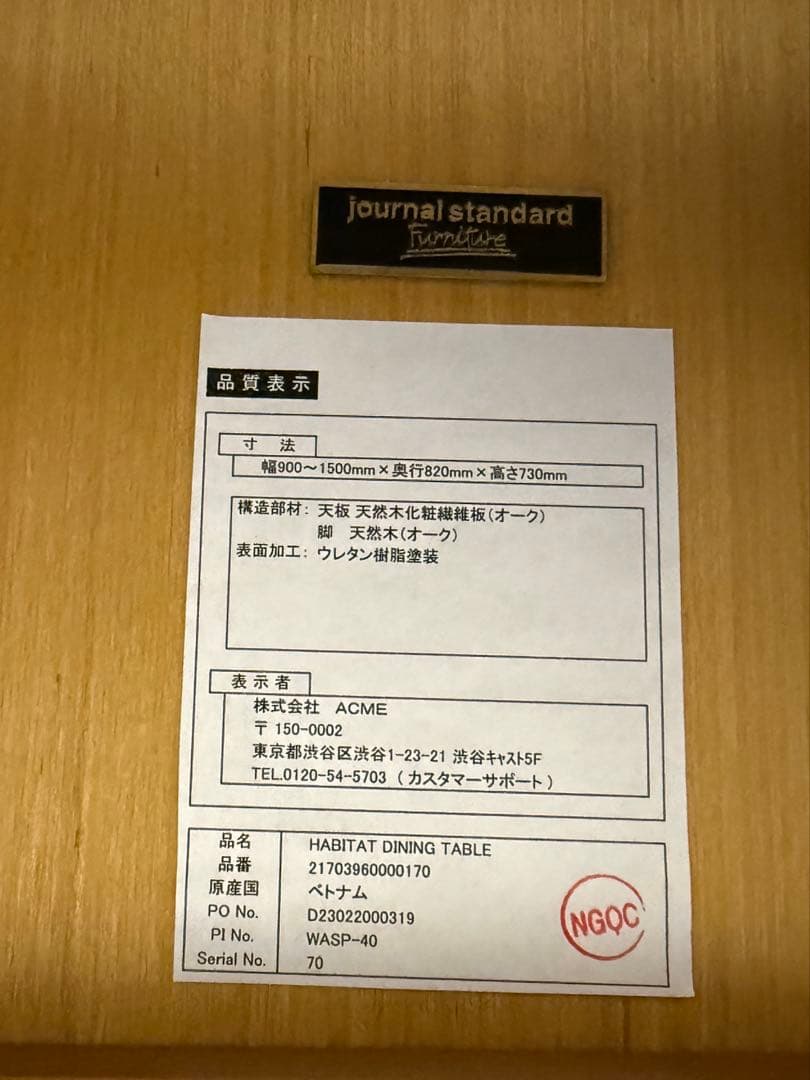 journal standard
Furniture
品質表示
寸　法
幅900～1500mm×奥行820mm×高さ730mm
構造部材： 天板 天然木化粧繊維板（オーク）
脚　天然木（オーク）
表面加工： ウレタン樹脂塗装
表示者
株式会社　ACME
〒 150-0002
東京都渋谷区渋谷1-23-21 渋谷ｷｬｽﾄ5F
TEL.0120-54-5703 （ カスタマーサポート ）
品名 HABITAT DINING TABLE
品番 21703960000170
原産国 ベトナム
PO No. D23022000319
PI No. WASP-40
Serial No. 70
NGQC